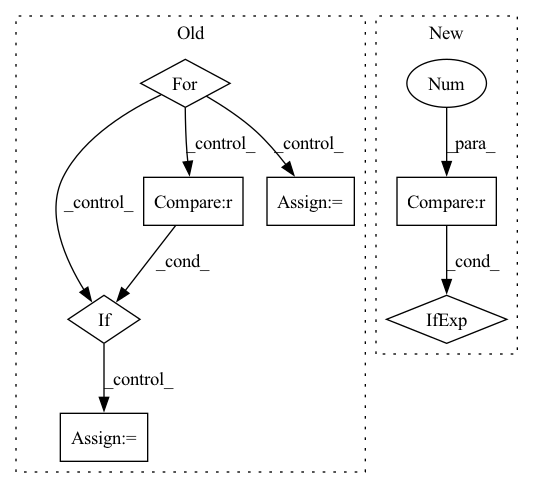 Old
New
For
Num
_control_
_control_
_para_
_control_
Compare:r
Assign:=
Compare:r
_cond_
_cond_
If
IfExp
_control_
Assign:=